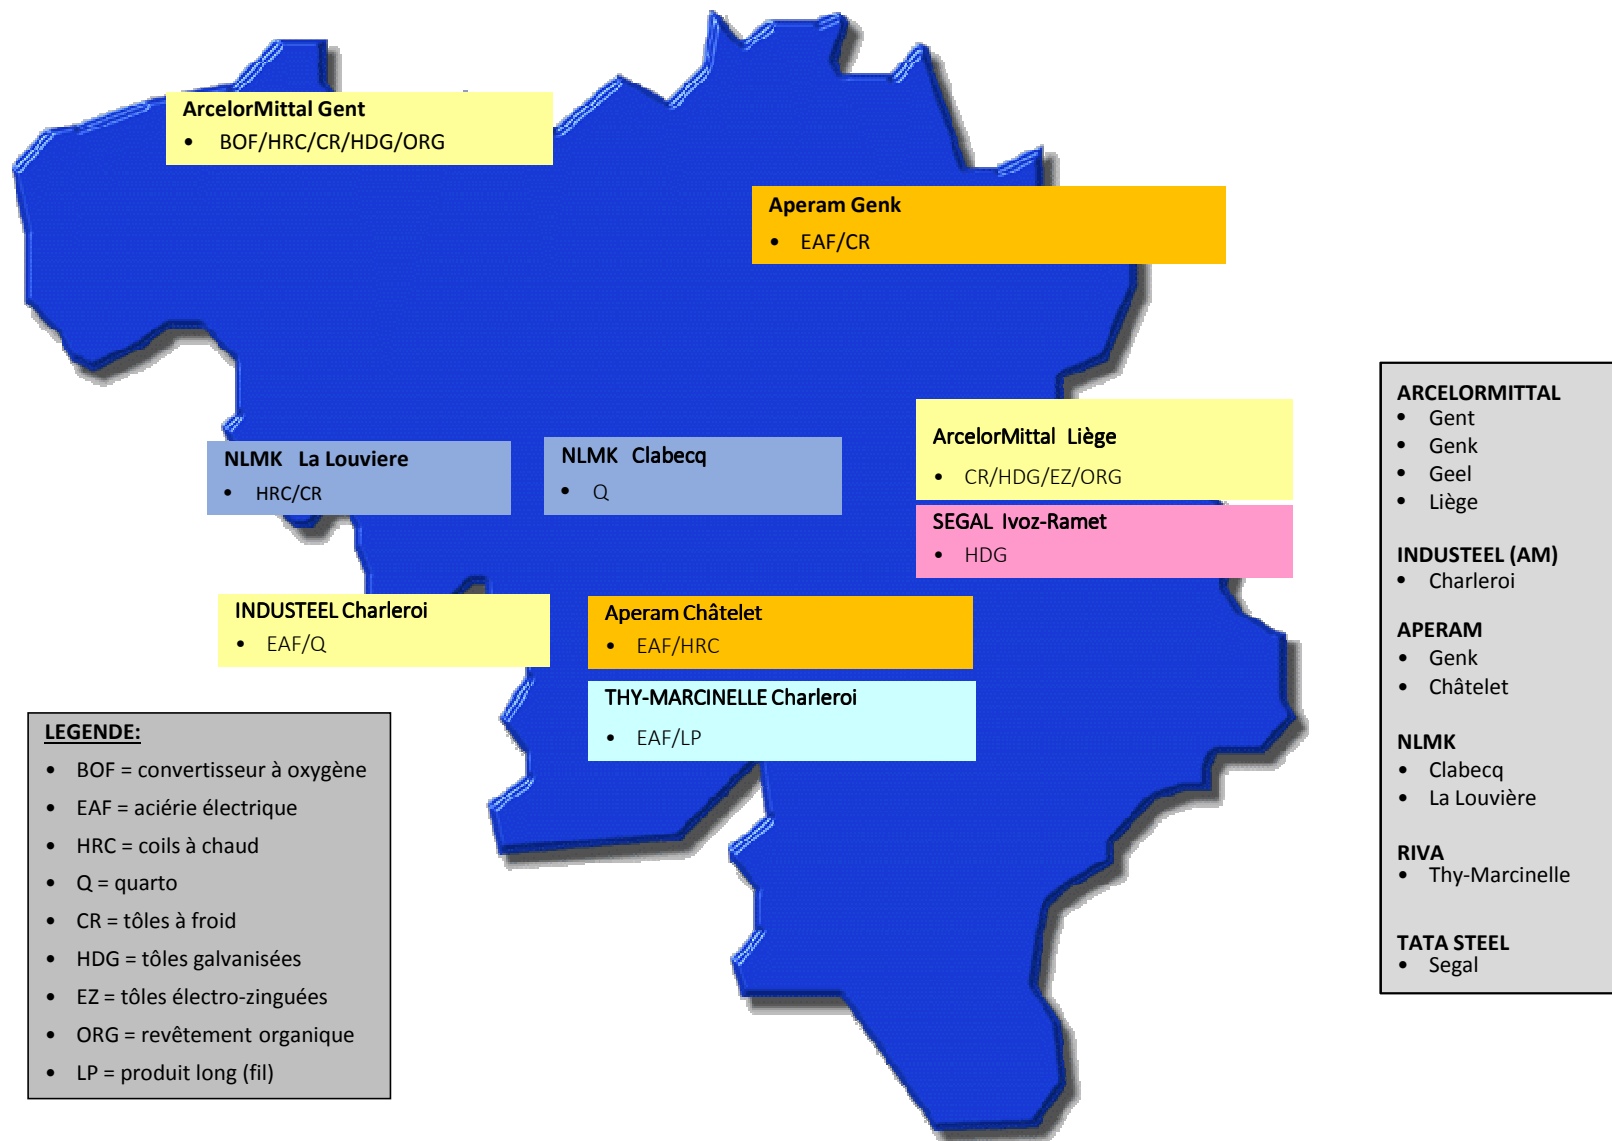 ArcelorMittal Gent
• BOF/HRC/CR/HDG/ORG
Aperam Genk
• EAF/CR
ArcelorMittal Liège
• CR/HDG/EZ/ORG
NLMK La Louviere
• HRC/CR
NLMK Clabecq
• Q
SEGAL Ivoz-Ramet
• HDG
INDUSTEEL Charleroi
• EAF/Q
Aperam Châtelet
• EAF/HRC
THY-MARCINELLE Charleroi
• EAF/LP
LEGENDE:
• BOF = convertisseur à oxygène
• EAF = aciérie électrique
• HRC = coils à chaud
• Q = quarto
• CR = tôles à froid
• HDG = tôles galvanisées
• EZ = tôles électro-zinguées
• ORG = revêtement organique
• LP = produit long (fil)
ARCELORMITTAL
• Gent
• Genk
• Geel
• Liège
INDUSTEEL (AM)
• Charleroi
APERAM
• Genk
• Châtelet
NLMK
• Clabecq
• La Louvière
RIVA
• Thy-Marcinelle
TATA STEEL
• Segal